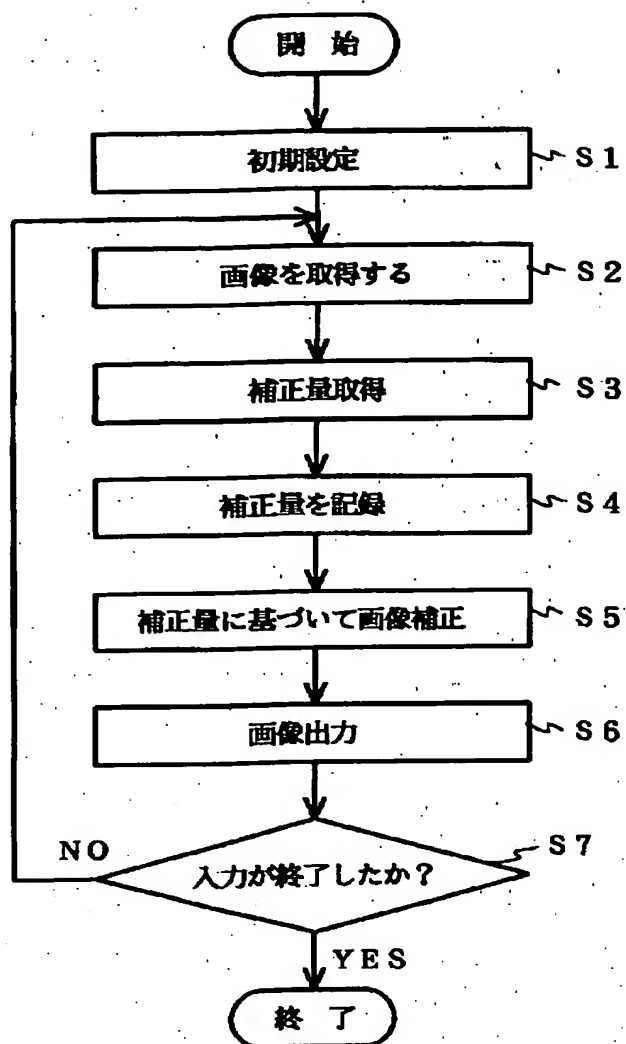 開 始
初期設定 S1
画像を取得する S2
補正量取得 S3
補正量を記録 S4
補正量に基づいて画像補正 S5
画像出力 S6
入力が終了したか? S7
NO
YES
終 了